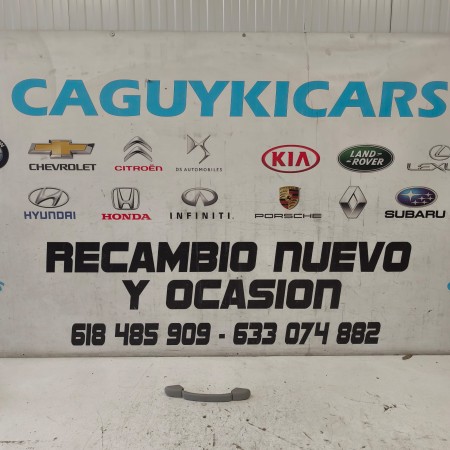 CAGUYKICARS
CHEVROLET CITROËN DS AUTOMOBILES KIA LAND-ROVER LEXUS
HYUNDAI HONDA INFINITI PORSCHE SUBARU
RECAMBIO NUEVO
Y OCASION
618 485 909 - 633 074 882